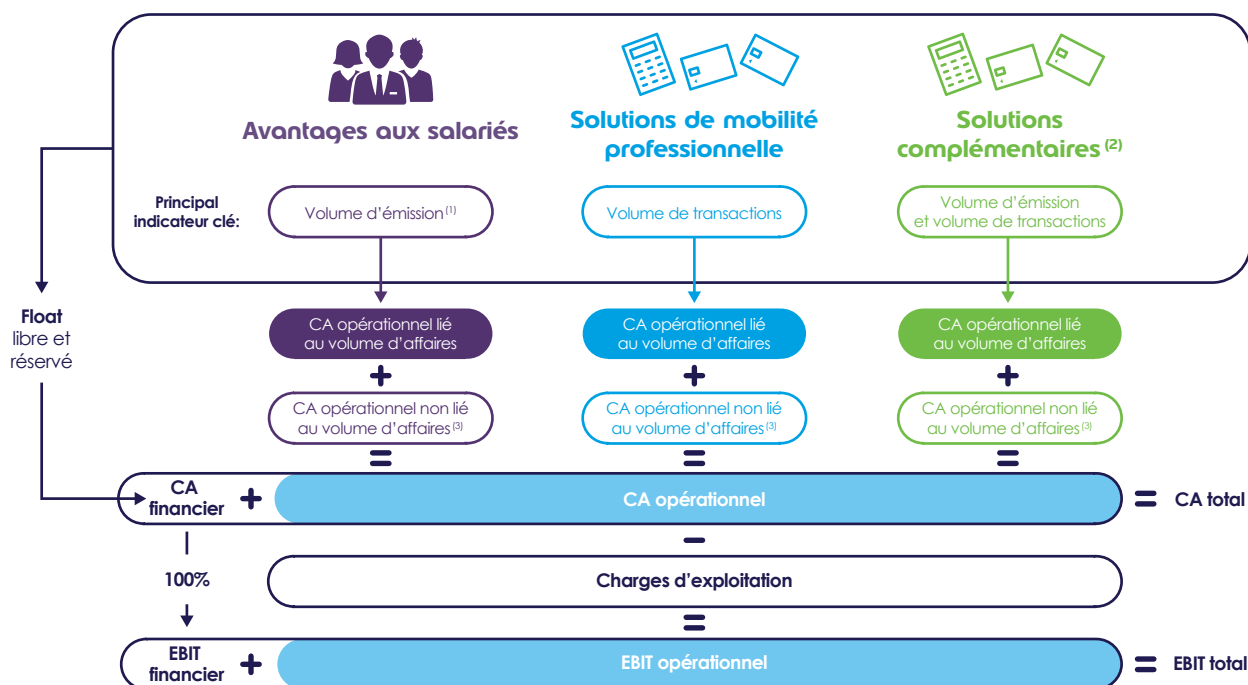 Avantages aux salariés
Solutions de mobilité
professionnelle
Solutions
complémentaires (2)
Principal
indicateur clé:
Volume d'émission (1)
Volume de transactions
Volume d'émission
et volume de transactions
Float
libre et
réservé
CA opérationnel lié
au volume d'affaires
CA opérationnel lié
au volume d'affaires
CA opérationnel lié
au volume d'affaires
+
+
+
CA opérationnel non lié
au volume d'affaires (3)
CA opérationnel non lié
au volume d'affaires (3)
CA opérationnel non lié
au volume d'affaires (3)
=
=
=
CA
financier
+
CA opérationnel
= CA total
–
100%
Charges d'exploitation
=
EBIT
financier
+
EBIT opérationnel
= EBIT total